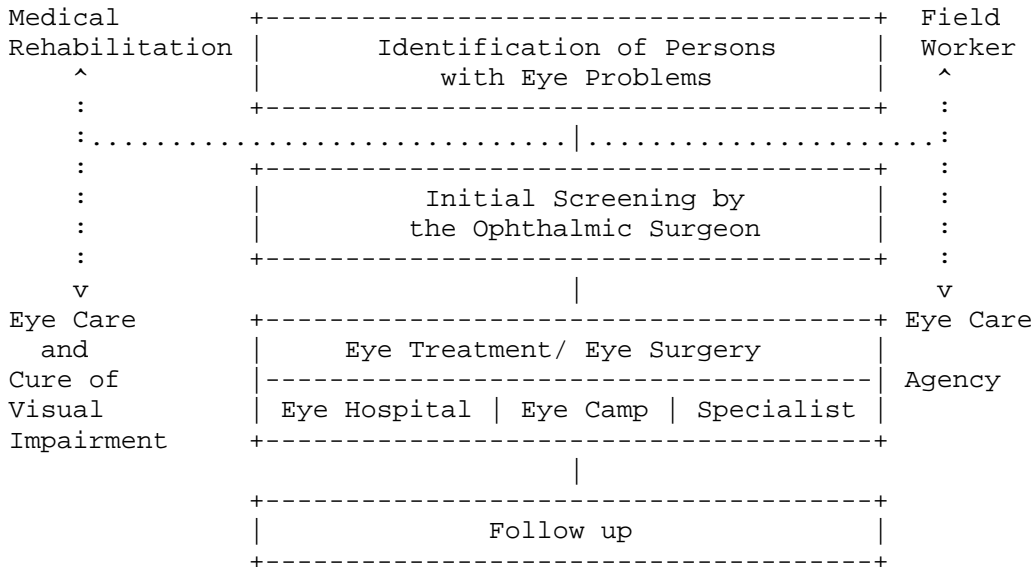 Medical Field
Rehabilitation Identification of Persons Worker
with Eye Problems
Initial Screening by
the Ophthalmic Surgeon
Eye Care Eye Care
and Eye Treatment/ Eye Surgery
Cure of Agency
Visual Eye Hospital | Eye Camp | Specialist
Impairment
Follow up